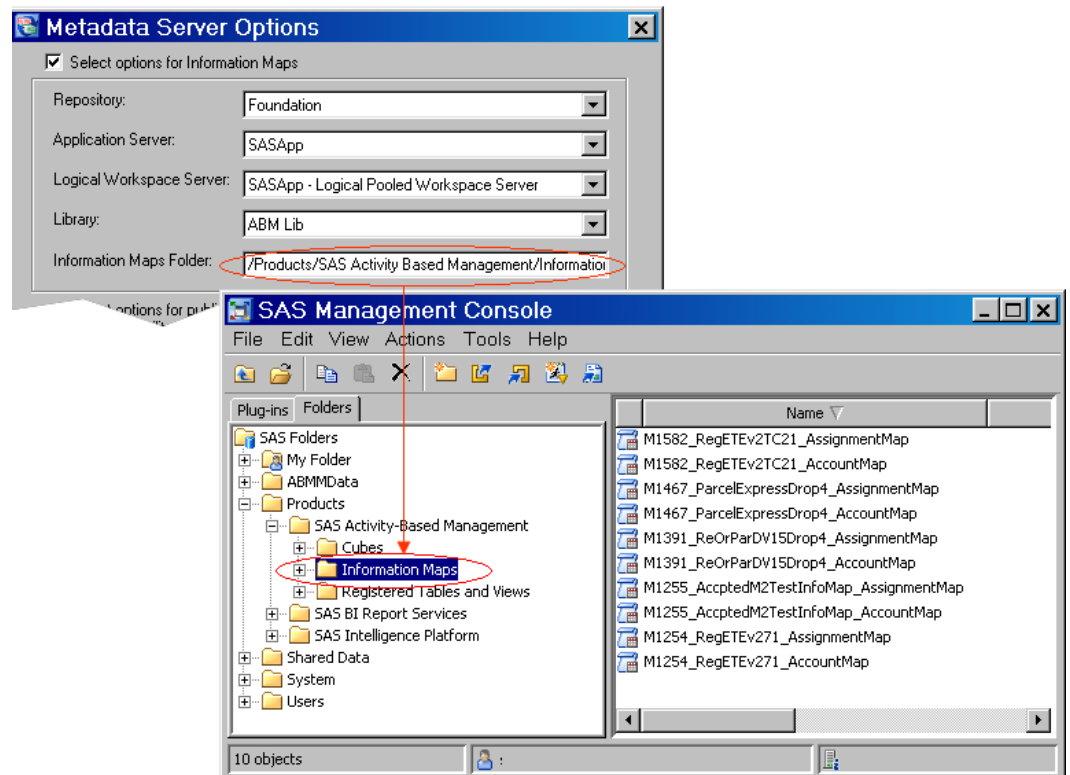 Metadata Server Options
Select options for Information Maps
Repository:
Foundation
Application Server:
SASApp
Logical Workspace Server:
SASApp - Logical Pooled Workspace Server
Library:
ABM Lib
Information Maps Folder:
/Products/SAS Activity Based Management/Information
options for publ
SAS Management Console
File Edit View Actions Tools Help
Plug-ins Folders
SAS Folders
My Folder
ABMMData
Products
SAS Activity-Based Management
Cubes
Information Maps
Registered Tables and Views
SAS BI Report Services
SAS Intelligence Platform
Shared Data
System
Users
Name
M1582_RegETEv2TC21_AssignmentMap
M1582_RegETEv2TC21_AccountMap
M1467_ParcelExpressDrop4_AssignmentMap
M1467_ParcelExpressDrop4_AccountMap
M1391_ReOrParDV15Drop4_AssignmentMap
M1391_ReOrParDV15Drop4_AccountMap
M1255_AccptedM2TestInfoMap_AssignmentMap
M1255_AccptedM2TestInfoMap_AccountMap
M1254_RegETEv271_AssignmentMap
M1254_RegETEv271_AccountMap
10 objects
: